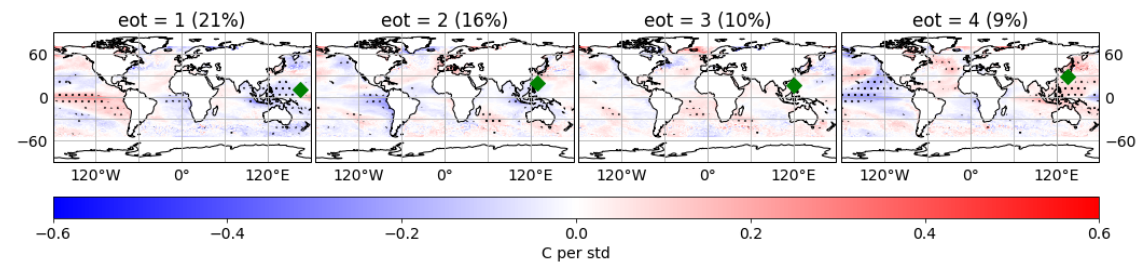 eot = 1 (21%) eot = 2 (16%) eot = 3 (10%) eot = 4 (9%)
60 60
0 0
−60 −60
120°W 0° 120°E 120°W 0° 120°E 120°W 0° 120°E 120°W 0° 120°E
−0.6 −0.4 −0.2 0.0 0.2 0.4 0.6
C per std